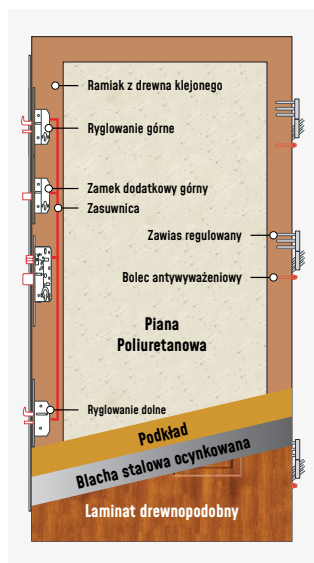 Ramiak z drewna klejonego
Ryglowanie górne
Zamek dodatkowy górny
Zasuwnica
Zawias regulowany
Bolec antywyważeniowy
Piana
Poliuretanowa
Ryglowanie dolne
Podkład
Blacha stalowa ocynkowana
Laminat drewnopodobny